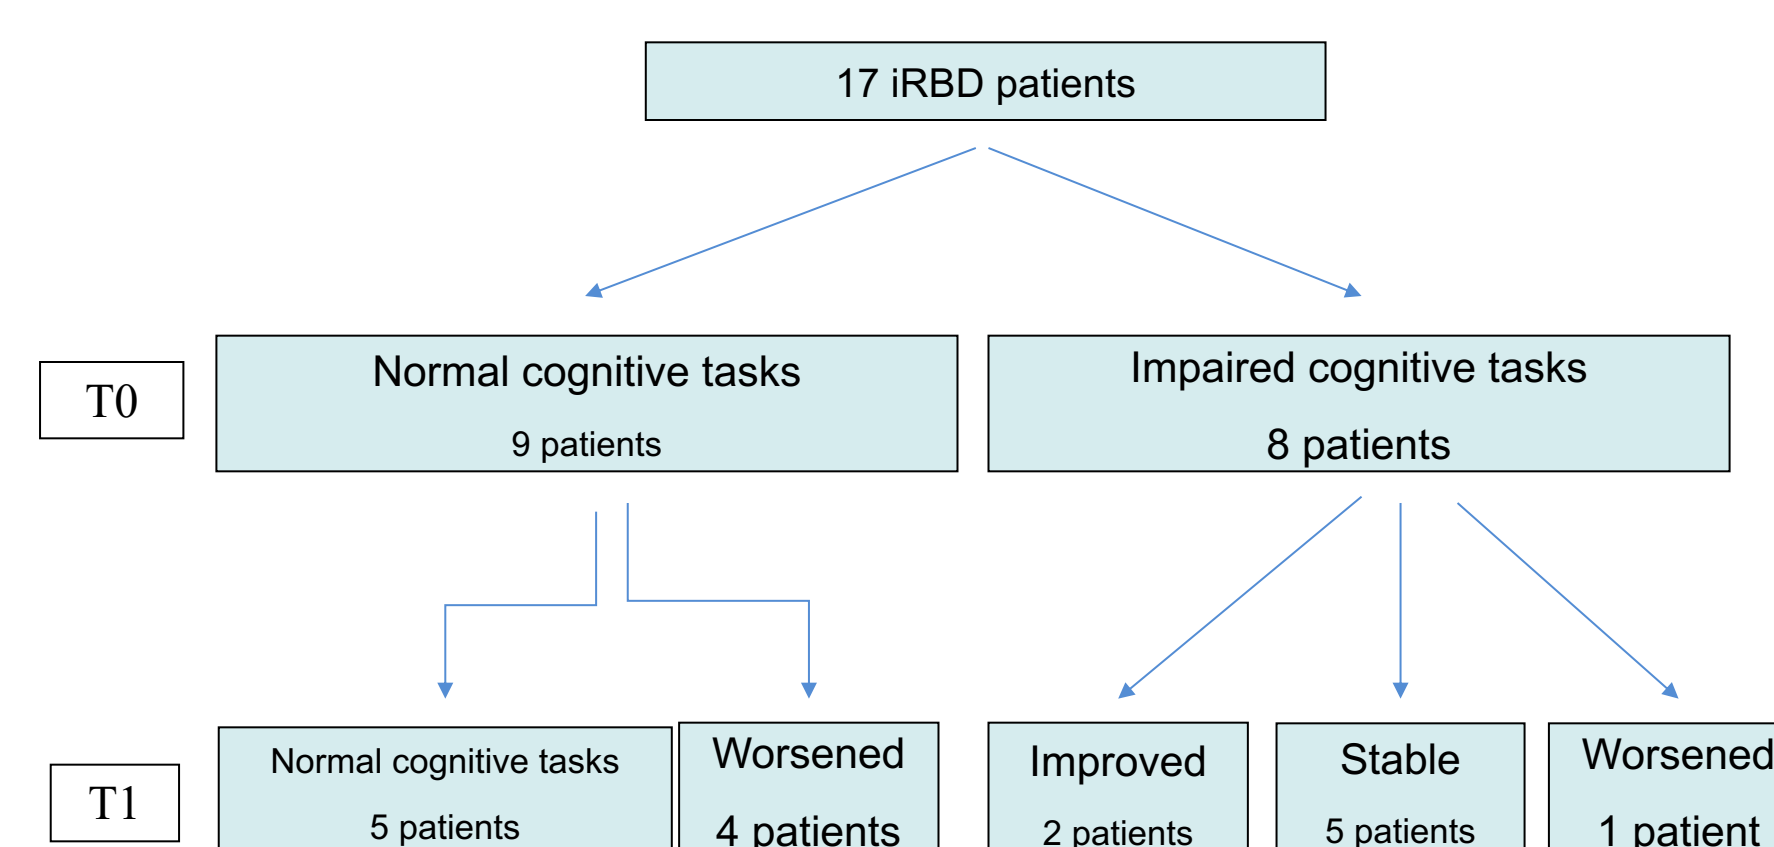 17 iRBD patients
T0
Normal cognitive tasks
9 patients
Impaired cognitive tasks
8 patients
T1
Normal cognitive tasks
5 patients
Worsened
4 patients
Improved
2 patients
Stable
5 patients
Worsened
1 patient